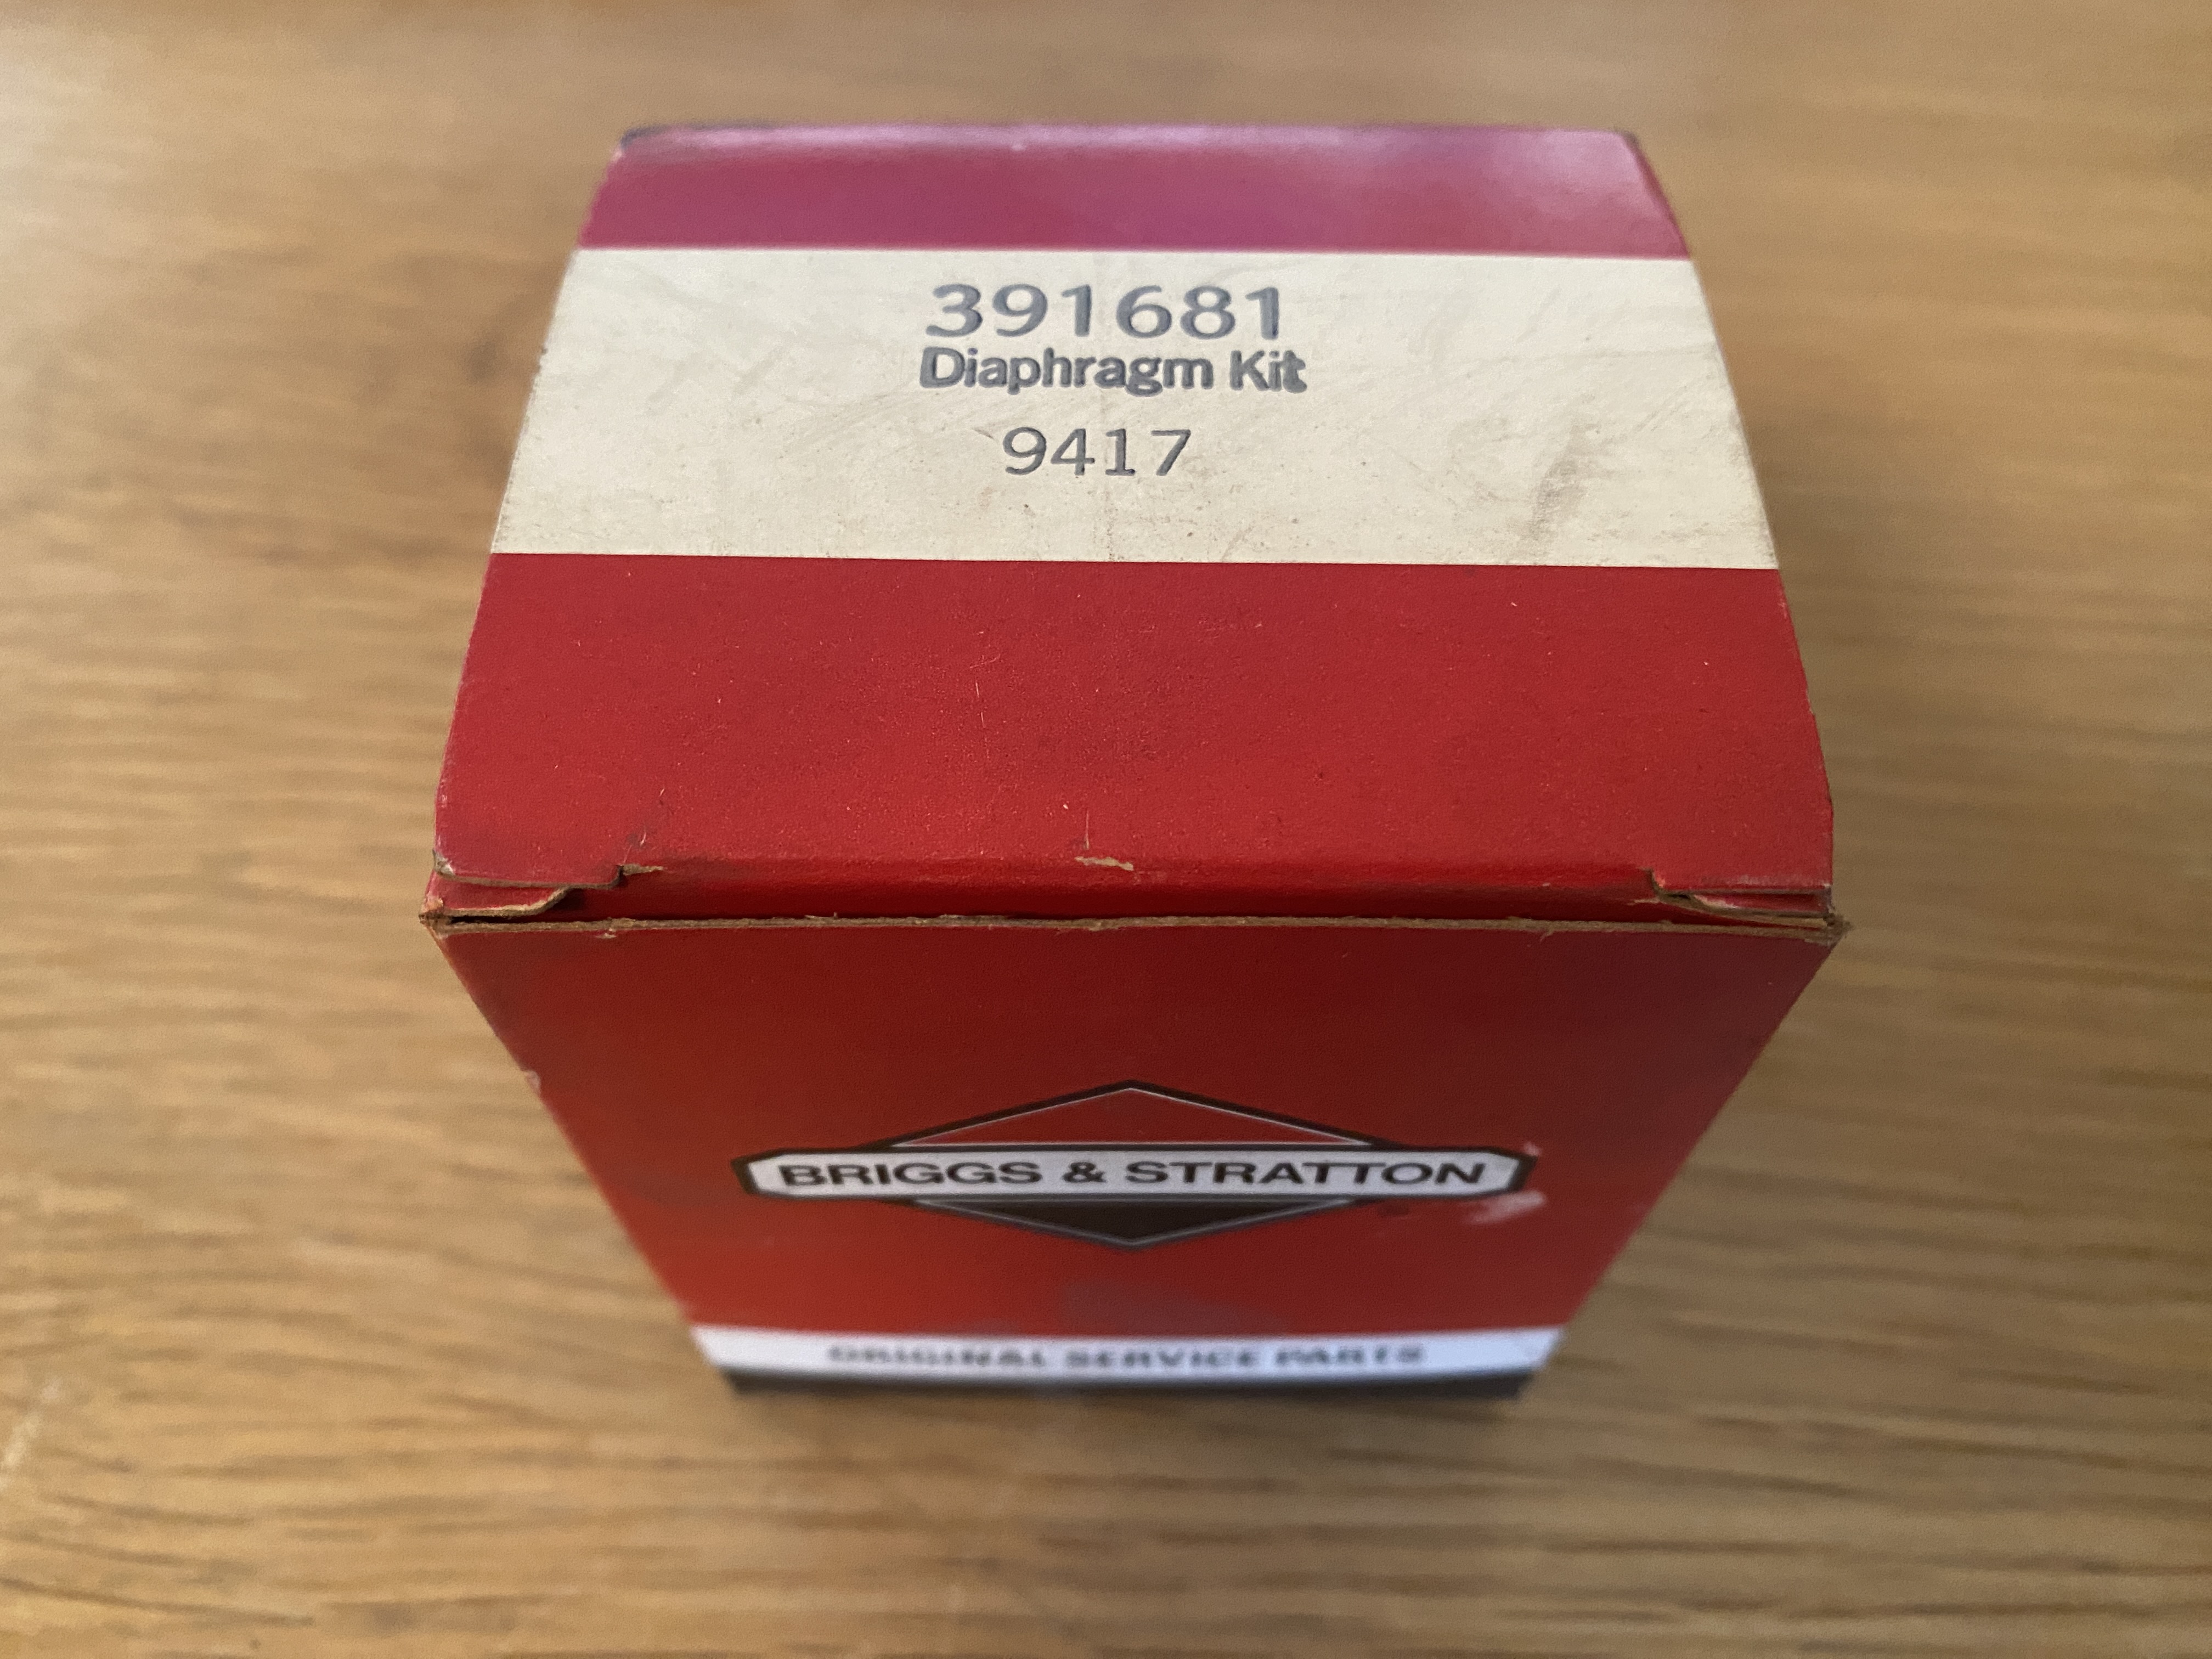 391681
Diaphragm Kit
9417
BRIGGS & STRATTON
ORIGINAL SERVICE PARTS